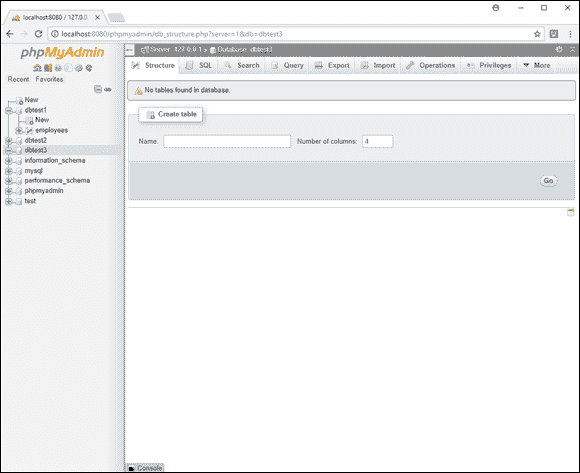 localhost:8080 / 127.0.0.
localhost:8080/phpmyadmin/db_structure.php?server=1&db=dbtest3
phpMyAdmin
Recent Favorites
New
dbtest1
New
employees
dbtest2
dbtest3
information_schema
mysql
performance_schema
phpmyadmin
test
Server: 127.0.0.1 » Database: dbtest3
Structure SQL Search Query Export Import Operations Privileges More
No tables found in database.
Create table
Name: Number of columns: 4
Go
Console